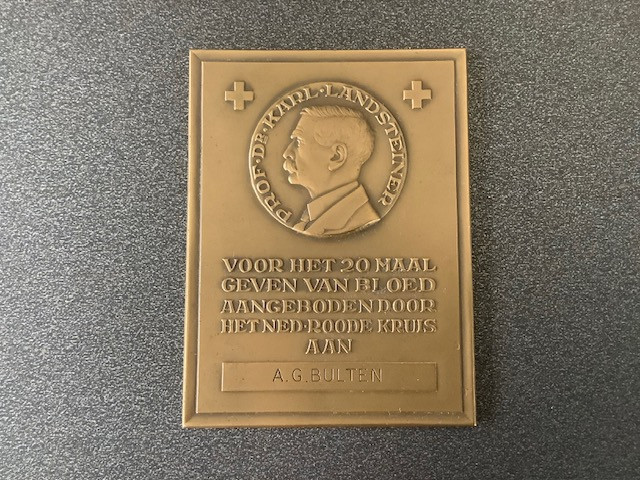 PROF·DR·KARL·LANDSTEINER
VOOR HET 20 MAAL
GEVEN VAN BLOED
AANGEBODEN DOOR
HET NED·ROODE KRUIS
AAN
A.G.BULTEN